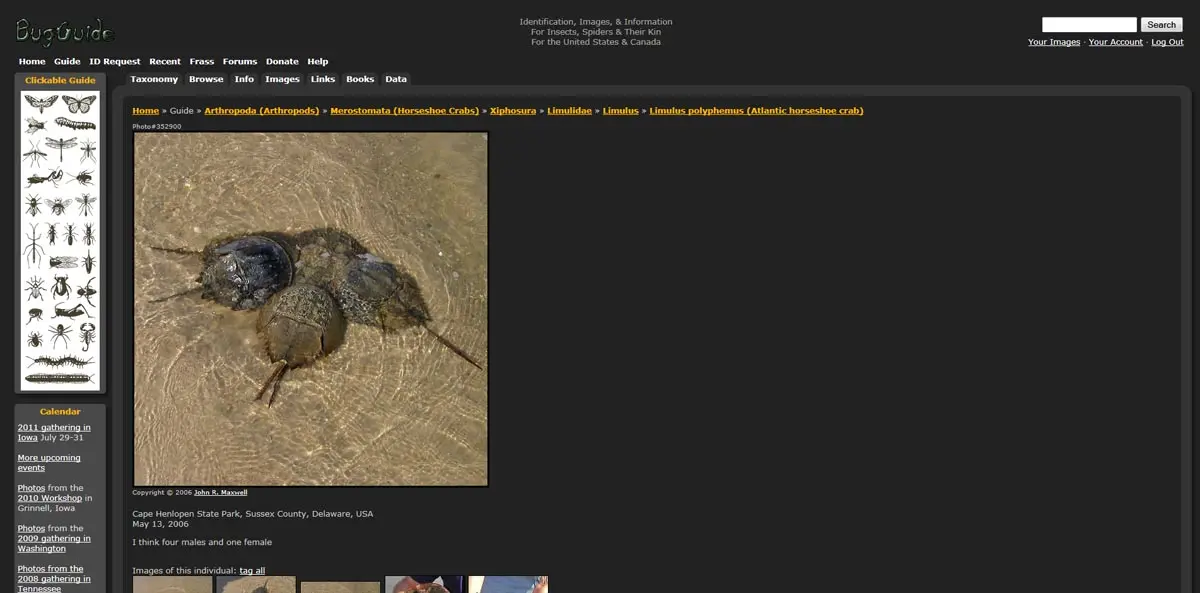 BugGuide
Identification, Images, & Information
For Insects, Spiders & Their Kin
For the United States & Canada
Search
Your Images · Your Account · Log Out
Home Guide ID Request Recent Frass Forums Donate Help
Clickable Guide
Taxonomy Browse Info Images Links Books Data
Home » Guide » Arthropoda (Arthropods) » Merostomata (Horseshoe Crabs) » Xiphosura » Limulidae » Limulus » Limulus polyphemus (Atlantic horseshoe crab)
Photo#352900
Calendar
2011 gathering in
Iowa July 29-31
More upcoming
events
Photos from the
2010 Workshop in
Grinnell, Iowa
Photos from the
2009 gathering in
Washington
Photos from the
2008 gathering in
Tennessee
Copyright © 2006 John R. Maxwell
Cape Henlopen State Park, Sussex County, Delaware, USA
May 13, 2006
I think four males and one female
Images of this individual: tag all